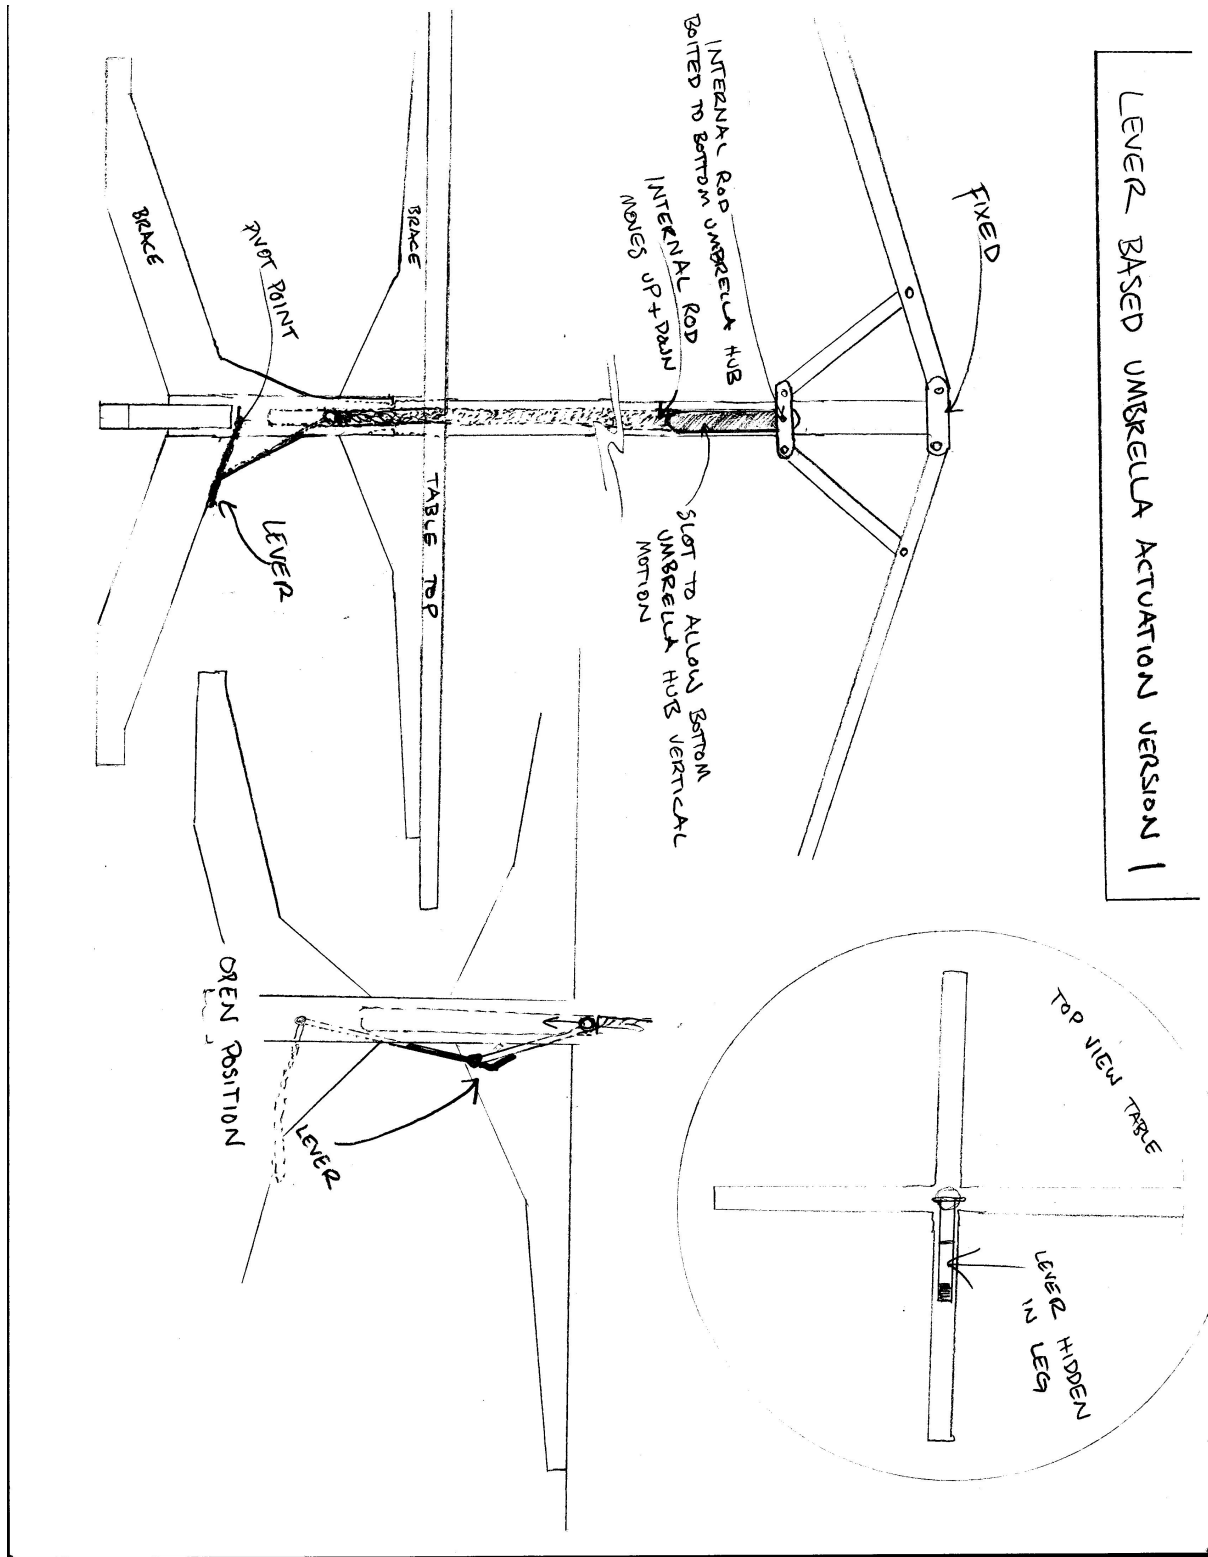 LEVER BASED UMBRELLA ACTUATION VERSION 1
FIXED
INTERNAL ROD
BOITED TO BOTTOM UMBRELLA HUB
INTERNAL ROD
MOVES UP + DOWN
SLOT TO ALLOW BOTTOM
UMBRELLA HUB VERTICAL
MOTION
BRACE
TABLE TOP
PIVOT POINT
BRACE
LEVER
TOP VIEW TABLE
LEVER HIDDEN
IN LEG
LEVER
OPEN POSITION